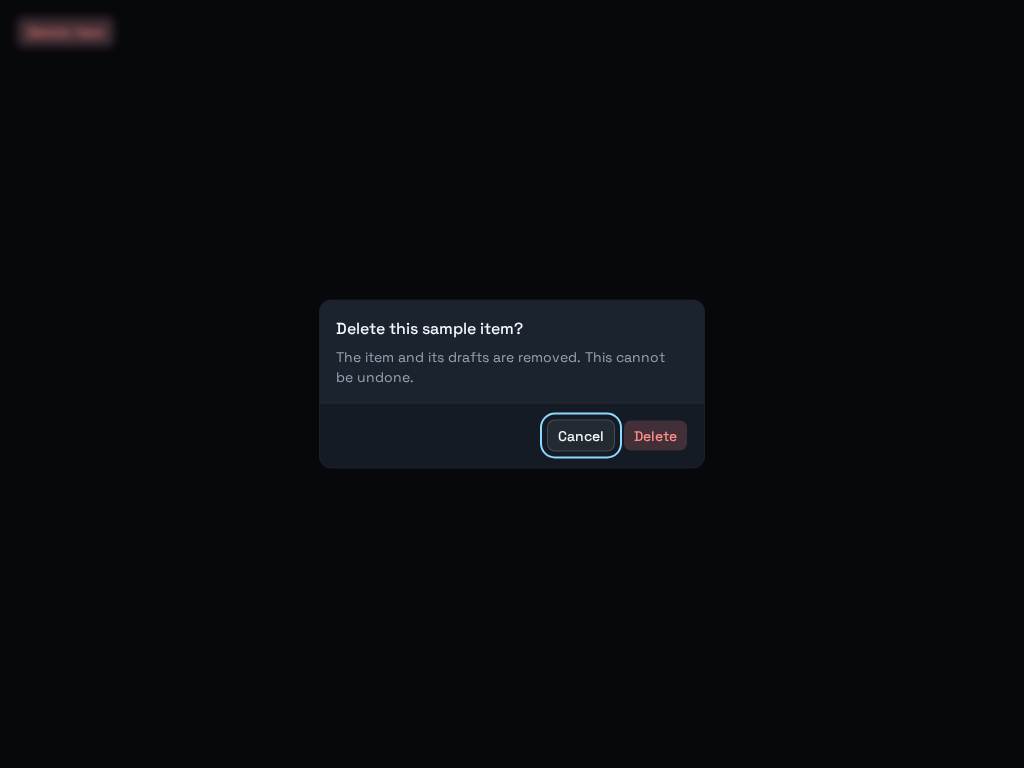 Delete this sample item?
The item and its drafts are removed. This cannot
be undone.
Cancel
Delete